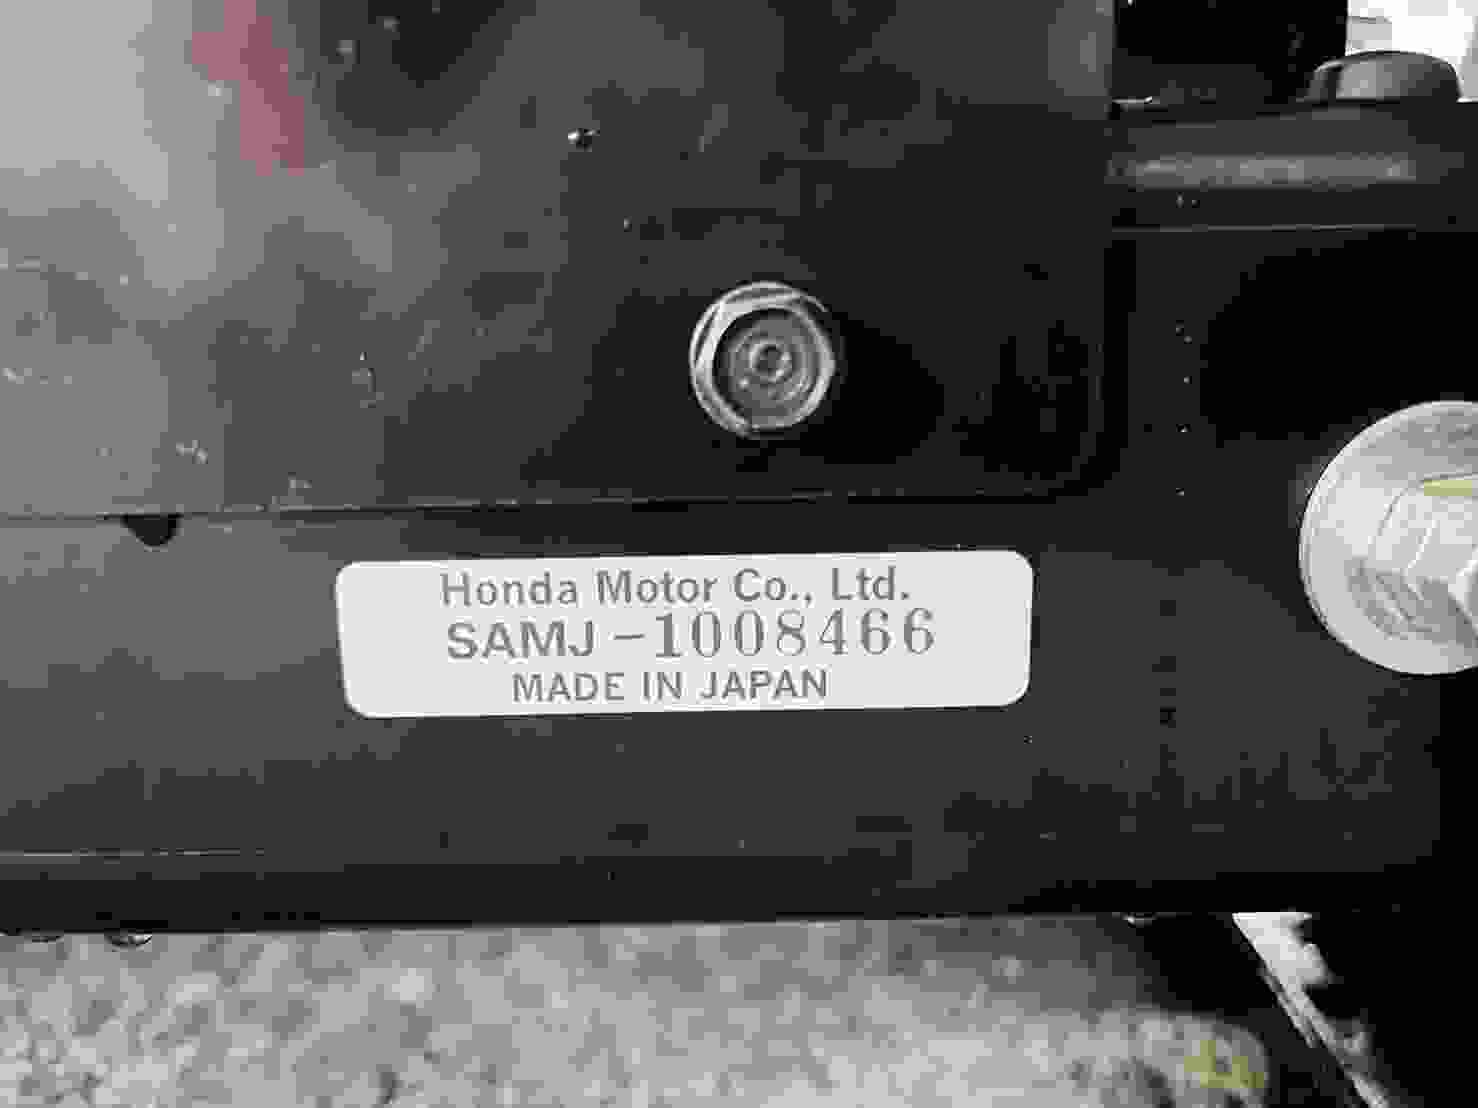 Honda Motor Co., Ltd.
SAMJ-1008466
MADE IN JAPAN